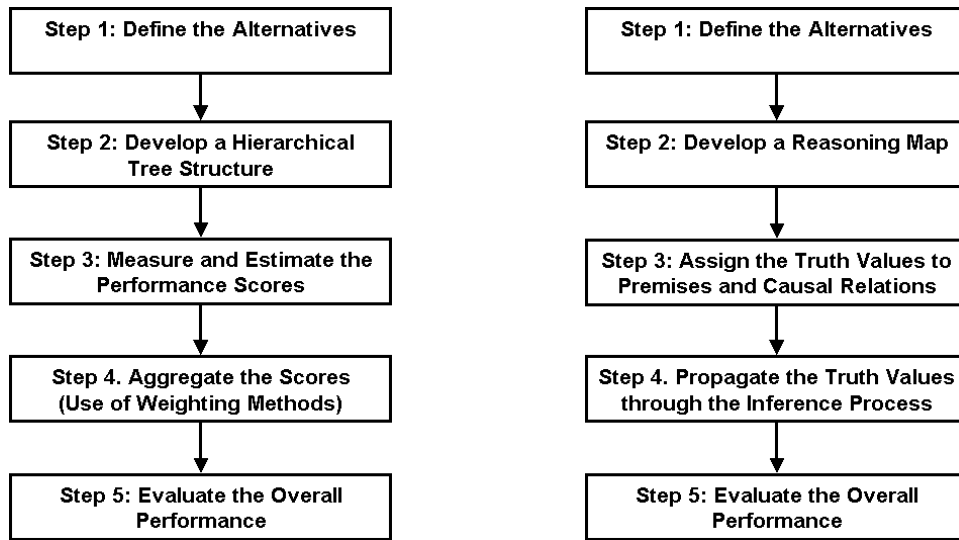 Step 1: Define the Alternatives
Step 2: Develop a Hierarchical
Tree Structure
Step 3: Measure and Estimate the
Performance Scores
Step 4. Aggregate the Scores
(Use of Weighting Methods)
Step 5: Evaluate the Overall
Performance
Step 1: Define the Alternatives
Step 2: Develop a Reasoning Map
Step 3: Assign the Truth Values to
Premises and Causal Relations
Step 4. Propagate the Truth Values
through the Inference Process
Step 5: Evaluate the Overall
Performance